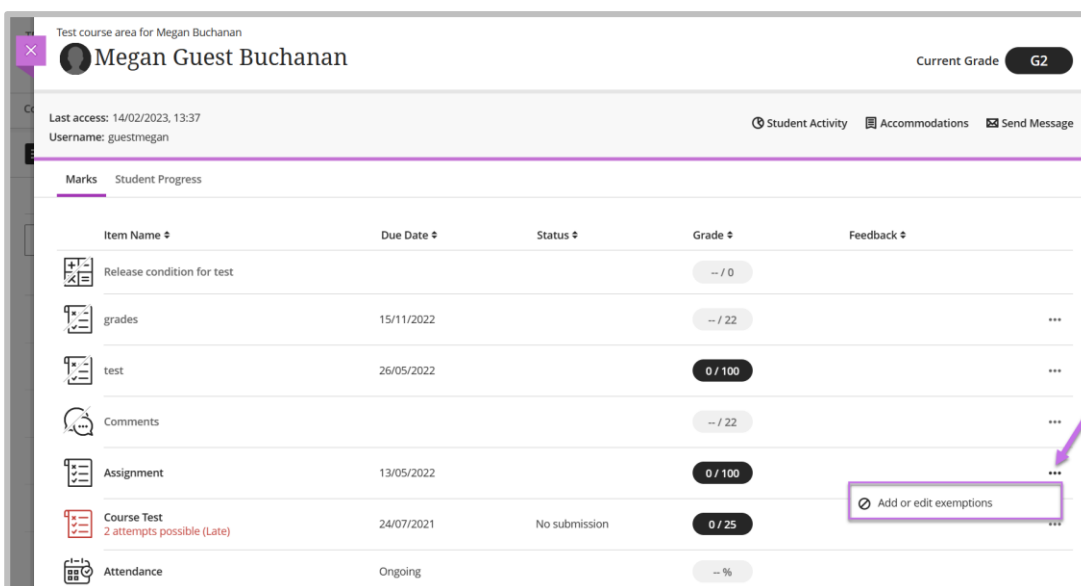 Test course area for Megan Buchanan
Megan Guest Buchanan
Current Grade G2
Last access: 14/02/2023, 13:37
Username: guestmegan
Student Activity Accommodations Send Message
Marks Student Progress
Item Name Due Date Status Grade Feedback
Release condition for test -- / 0
grades 15/11/2022 -- / 22
test 26/05/2022 0 / 100
Comments -- / 22
Assignment 13/05/2022 0 / 100
Add or edit exemptions
Course Test
2 attempts possible (Late)
24/07/2021 No submission 0 / 25
Attendance Ongoing -- %